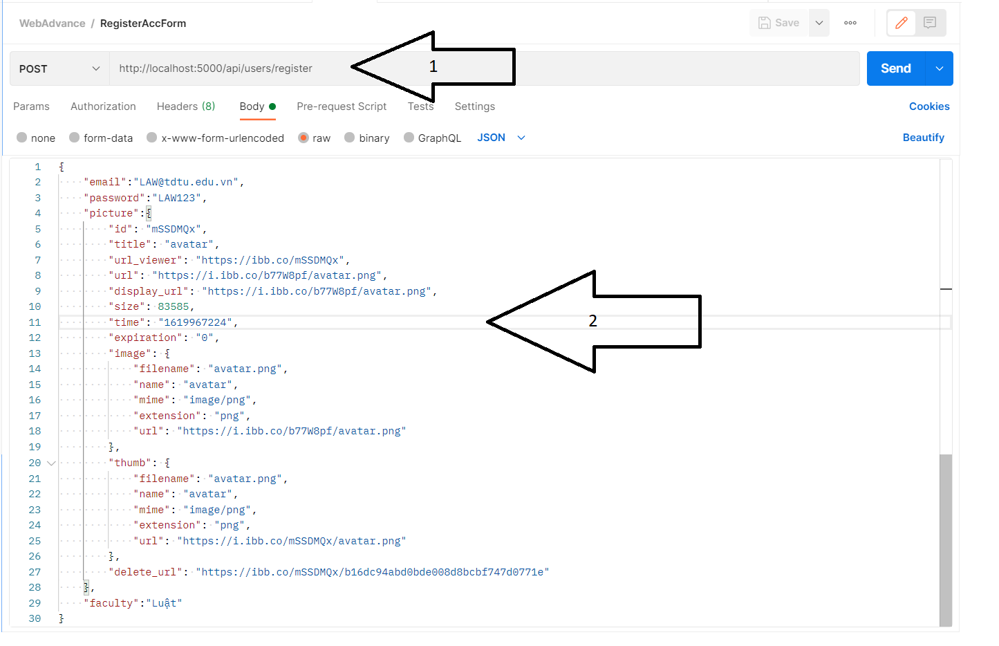 WebAdvance / RegisterAccForm
Save
POST
http://localhost:5000/api/users/register
1
Send
Params Authorization Headers (8) Body Pre-request Script Tests Settings Cookies
none form-data x-www-form-urlencoded raw binary GraphQL JSON Beautify
1 {
2 "email":"LAW@tdtu.edu.vn",
3 "password":"LAW123",
4 "picture":{
5 "id": "mSSDMQx",
6 "title": "avatar",
7 "url_viewer": "https://ibb.co/mSSDMQx",
8 "url": "https://i.ibb.co/b77W8pf/avatar.png",
9 "display_url": "https://i.ibb.co/b77W8pf/avatar.png",
10 "size": 83585,
11 "time": "1619967224",
2
12 "expiration": "0",
13 "image": {
14 "filename": "avatar.png",
15 "name": "avatar",
16 "mime": "image/png",
17 "extension": "png",
18 "url": "https://i.ibb.co/b77W8pf/avatar.png"
19 },
20 "thumb": {
21 "filename": "avatar.png",
22 "name": "avatar",
23 "mime": "image/png",
24 "extension": "png",
25 "url": "https://i.ibb.co/mSSDMQx/avatar.png"
26 },
27 "delete_url": "https://ibb.co/mSSDMQx/b16dc94abd0bde008d8bcbf747d0771e"
28 },
29 "faculty":"Luật"
30 }